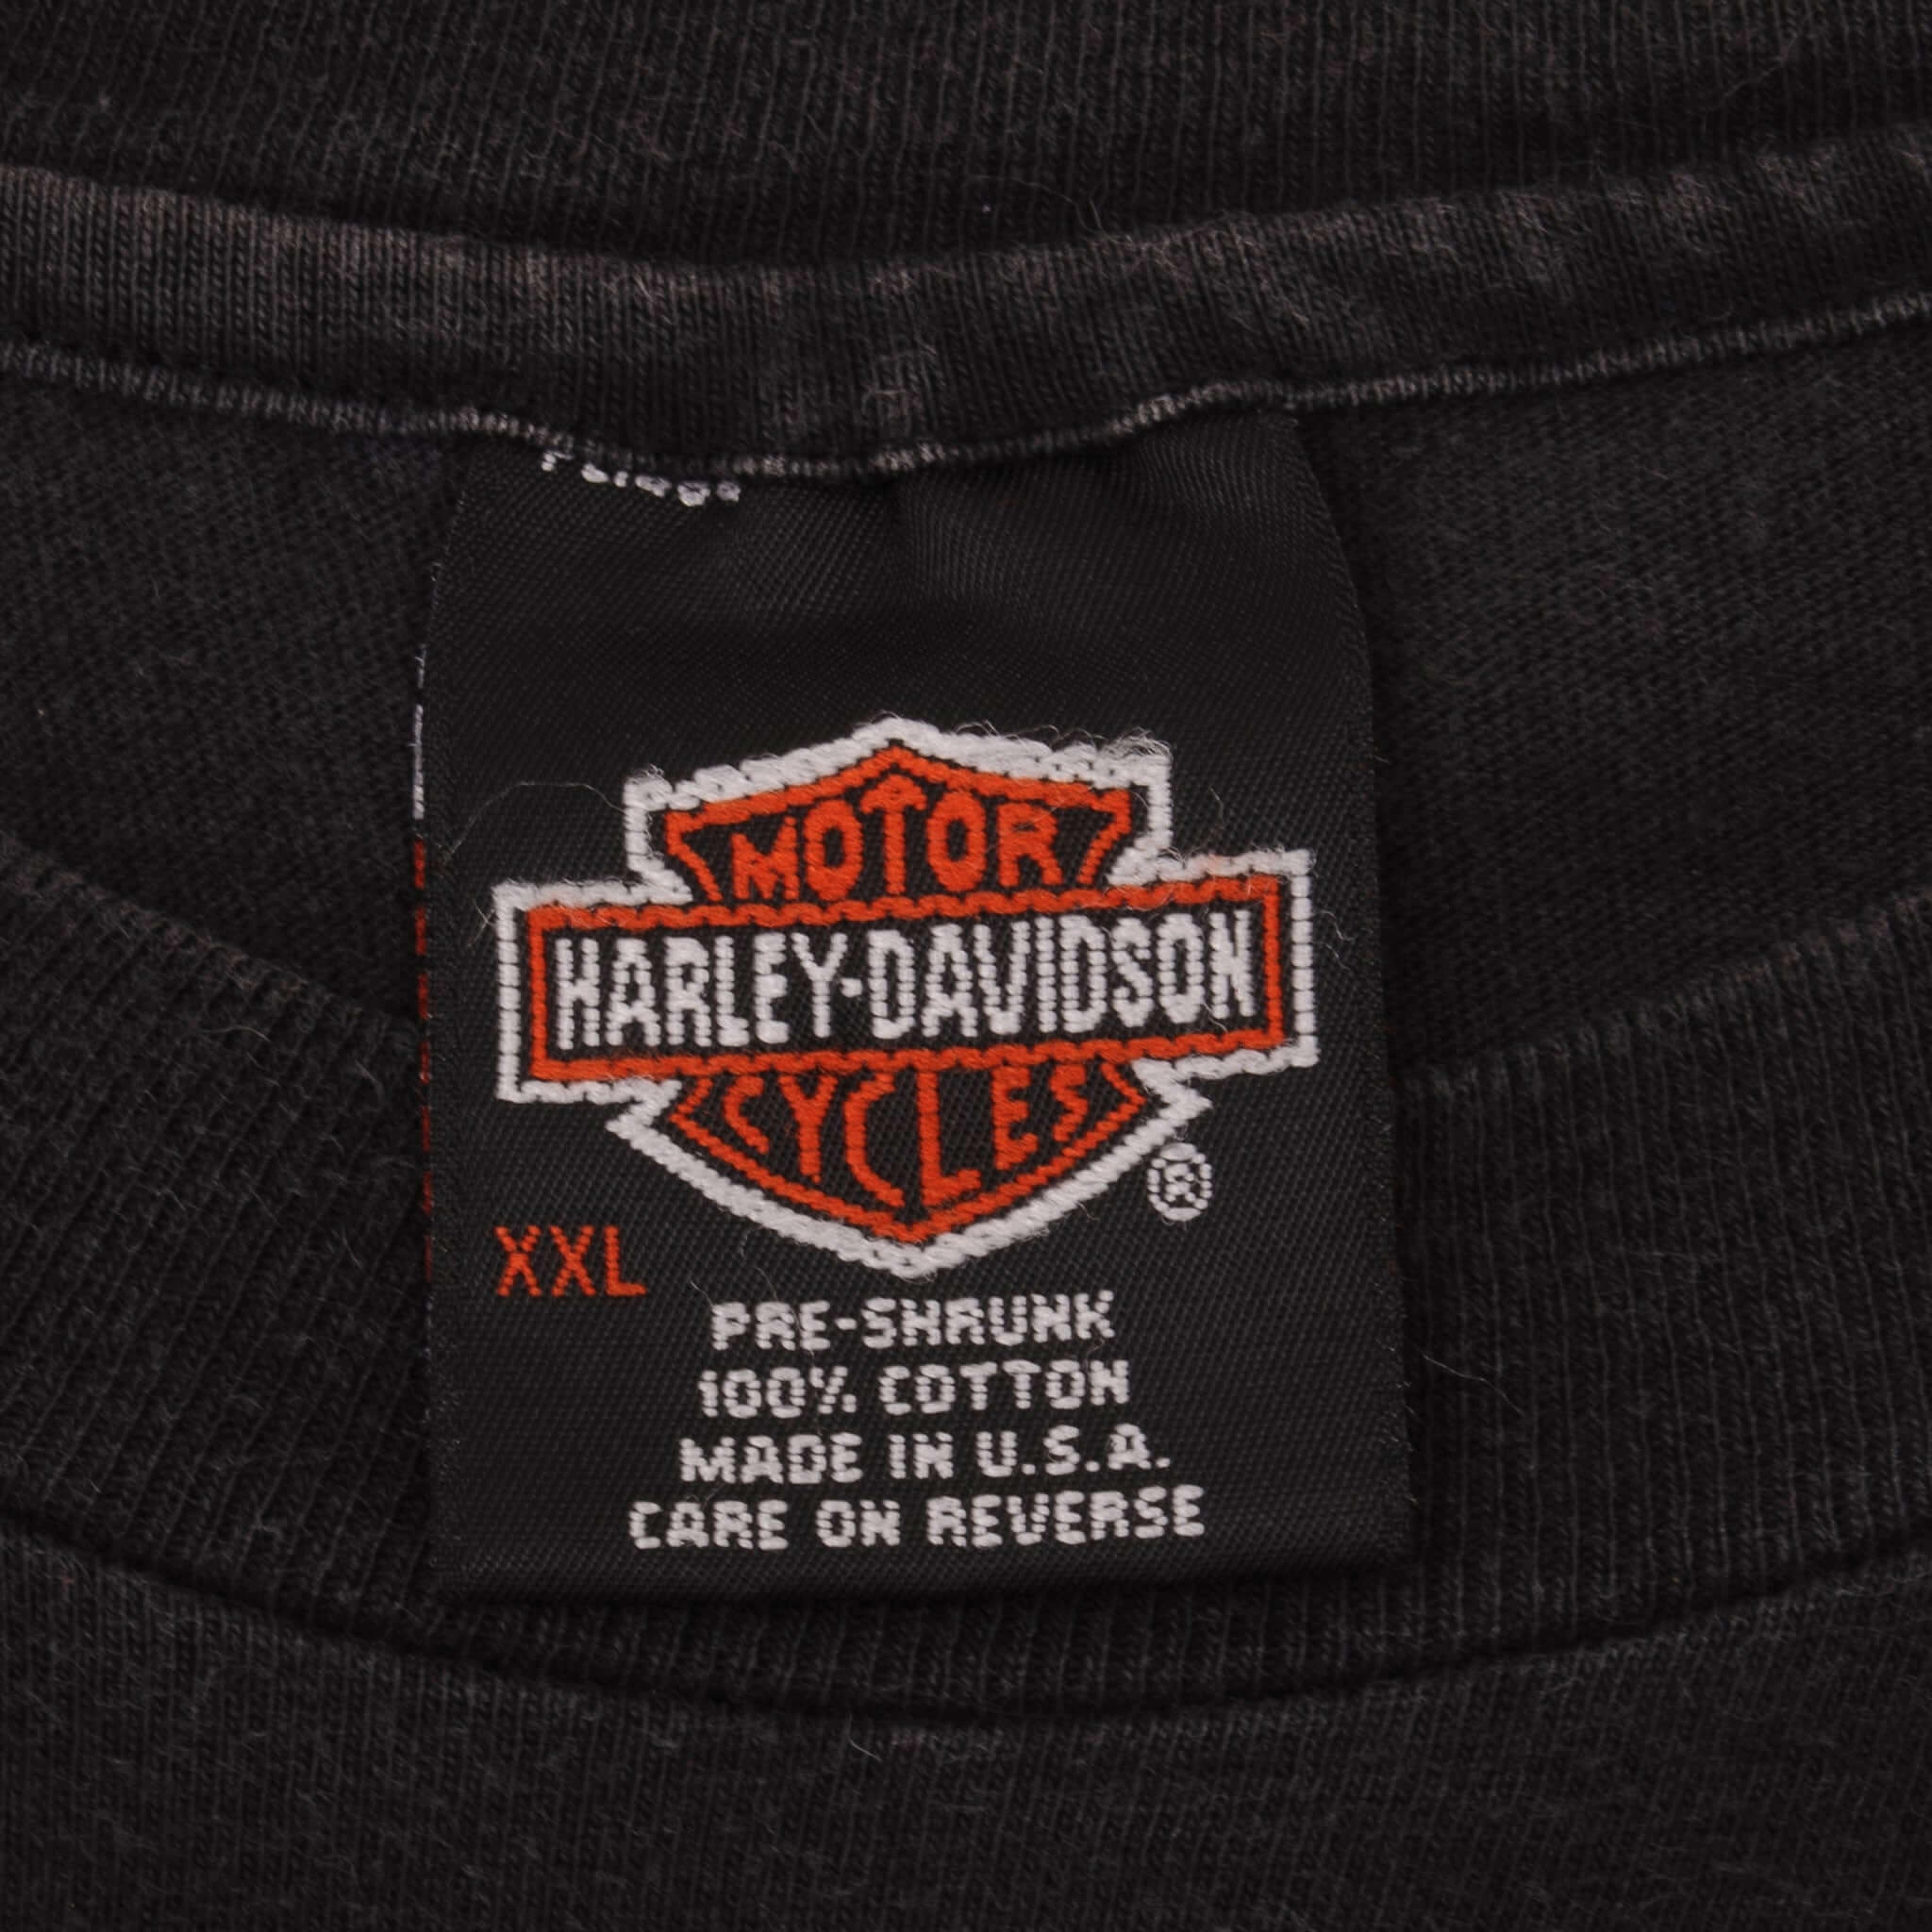 MOTOR
HARLEY-DAVIDSON
CYCLES
®
XXL
PRE-SHRUNK
100% COTTON
MADE IN U.S.A.
CARE ON REVERSE